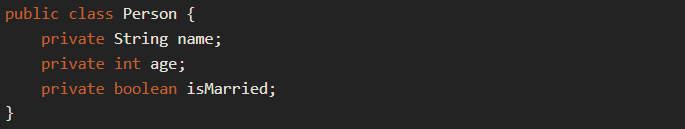 public class Person {
    private String name;
    private int age;
    private boolean isMarried;
}